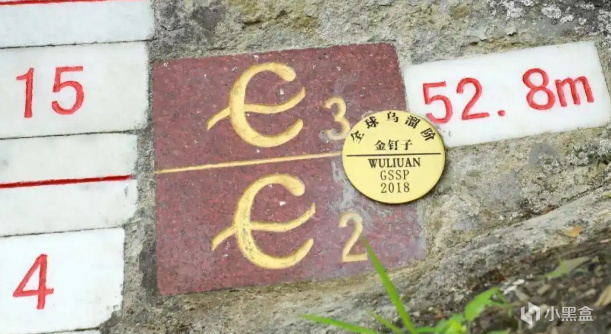 15
Є3
52.8m
全球乌溜阶
金钉子
WULIUAN
GSSP
2018
Є2
4
小黑盒